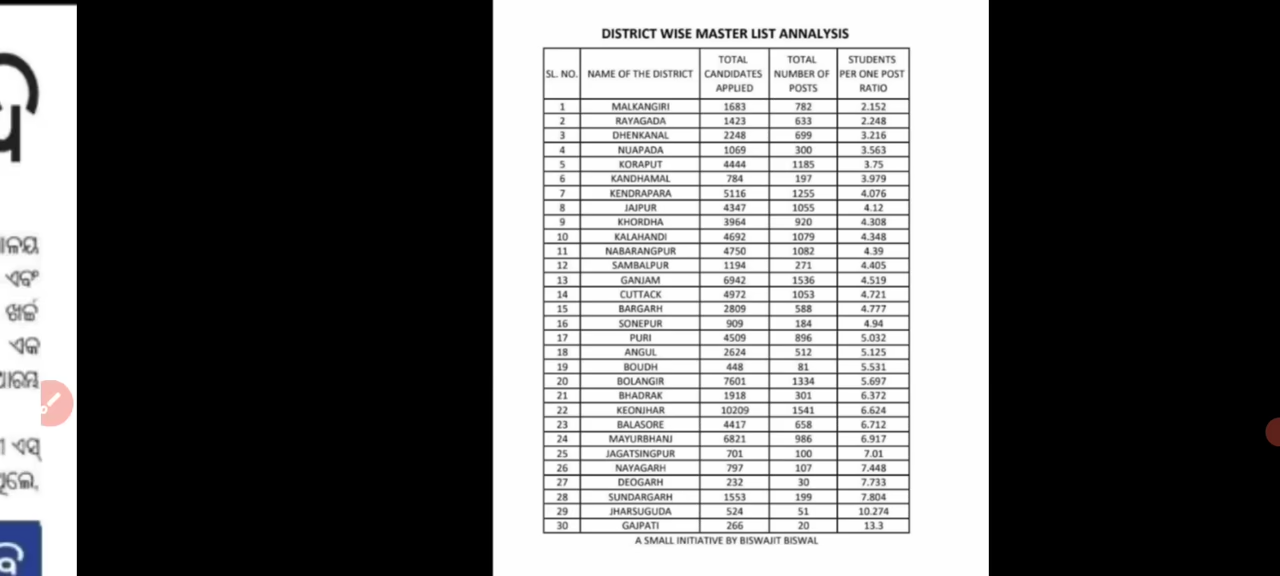 ଏବଂ
ଖର୍ଚ୍ଚ
ଏକ
ଏସ୍
DISTRICT WISE MASTER LIST ANNALYSIS
SL. NO. NAME OF THE DISTRICT TOTAL CANDIDATES APPLIED TOTAL NUMBER OF POSTS STUDENTS PER ONE POST RATIO
1 MALKANGIRI 1683 782 2.152
2 RAYAGADA 1423 633 2.248
3 DHENKANAL 2248 699 3.216
4 NUAPADA 1069 300 3.563
5 KORAPUT 4444 1185 3.75
6 KANDHAMAL 784 197 3.979
7 KENDRAPARA 5116 1255 4.076
8 JAJPUR 4347 1055 4.12
9 KHORDHA 3964 920 4.308
10 KALAHANDI 4692 1079 4.348
11 NABARANGPUR 4750 1082 4.39
12 SAMBALPUR 1194 271 4.405
13 GANJAM 6942 1536 4.519
14 CUTTACK 4972 1053 4.721
15 BARGARH 2809 588 4.777
16 SONEPUR 909 184 4.94
17 PURI 4509 896 5.032
18 ANGUL 2624 512 5.125
19 BOUDH 448 81 5.531
20 BOLANGIR 7601 1334 5.697
21 BHADRAK 1918 301 6.372
22 KEONJHAR 10209 1541 6.624
23 BALASORE 4417 658 6.712
24 MAYURBHANJ 6821 986 6.917
25 JAGATSINGPUR 701 100 7.01
26 NAYAGARH 797 107 7.448
27 DEOGARH 232 30 7.733
28 SUNDARGARH 1553 199 7.804
29 JHARSUGUDA 524 51 10.274
30 GAJPATI 266 20 13.3
A SMALL INITIATIVE BY BISWAJIT BISWAL